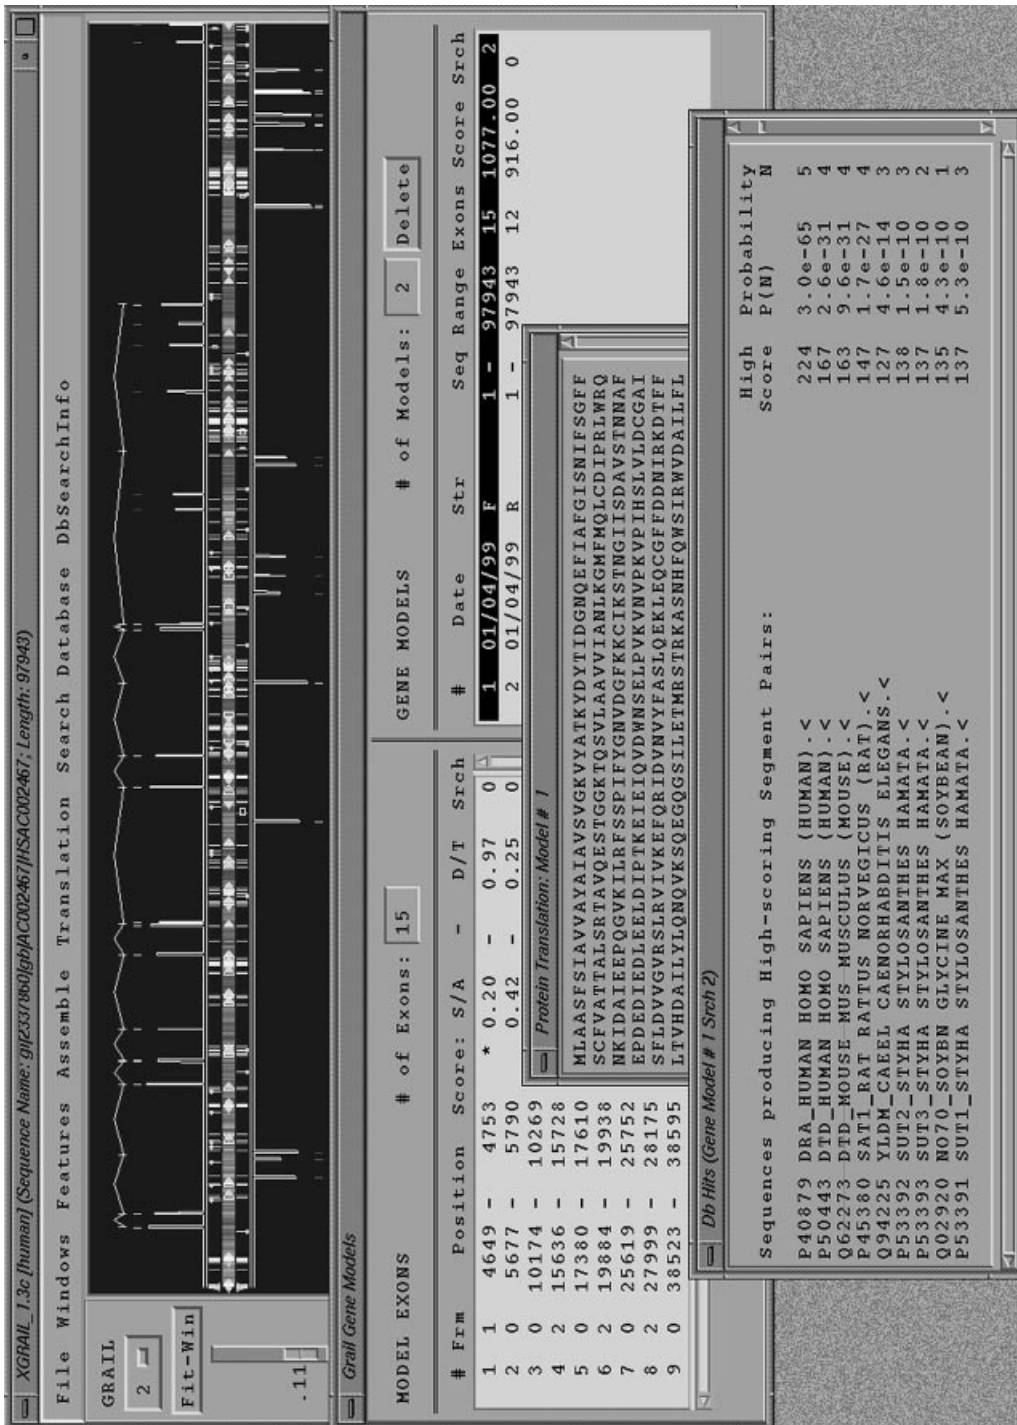 XGRAIL_1.3c [human] (Sequence Name: gi|2337860|gb|AC002467|HSAC002467; Length: 97943)
File Windows Features Assemble Translation Search Database DbSearchInfo
GRAIL
2
Fit-Win
.11
Grail Gene Models
MODEL EXONS # of Exons: 15
# Frm Position Score: S/A - D/T Srch
1 1 4649 - 4753 * 0.20 - 0.97 0
2 0 5677 - 5790 0.42 - 0.25 0
3 0 10174 - 10269
4 2 15636 - 15728
5 0 17380 - 17610
6 2 19884 - 19938
7 0 25619 - 25752
8 2 27999 - 28175
9 0 38523 - 38595
GENE MODELS # of Models: 2 Delete
# Date Str Seq Range Exons Score Srch
1 01/04/99 F 1 - 97943 15 1077.00 2
2 01/04/99 R 1 - 97943 12 916.00 0
Protein Translation: Model # 1
MLAASFSIAVVAYAIAVSVGKVYATKYDYTIDGNQEFIAFGISNIFSGFF
SCFVATTALSRTAVQESTGGKTQSVLAAVVIANLKGMFMQLCDIPRLWRQ
NKIDAIEEPQGVKILRFSSPIFYGNVDGFKKCIKSTNGIISDAVSTNNAF
EPDEDIEDLEELDIPTKEIEIQVDWNSELPVKVNVPKVPIHSLVLDCGAI
SFLDVVGVRSLRVIVKEFQRIDVNVYFASLQEKLEQCGFFDDNIRKDTFF
LTVHDAILYLQNQVKSQEGQGSILETMRSTRKASNHFQWSIRWVDAILFL
Db Hits (Gene Model # 1 Srch 2)
High Probability
Sequences producing High-scoring Segment Pairs: Score P(N) N
P40879 DRA_HUMAN HOMO SAPIENS (HUMAN).< 224 3.0e-65 5
P50443 DTD_HUMAN HOMO SAPIENS (HUMAN).< 167 2.6e-31 4
Q62273 DTD_MOUSE MUS MUSCULUS (MOUSE).< 163 9.6e-31 4
P45380 SAT1_RAT RATTUS NORVEGICUS (RAT).< 147 1.7e-27 4
Q94225 YLDM_CAEEL CAENORHABDITIS ELEGANS.< 127 4.6e-14 3
P53392 SUT2_STYHA STYLOSANTHES HAMATA.< 138 1.5e-10 3
P53393 SUT3_STYHA STYLOSANTHES HAMATA.< 137 1.8e-10 2
Q02920 NO70_SOYBN GLYCINE MAX (SOYBEAN).< 135 4.3e-10 1
P53391 SUT1_STYHA STYLOSANTHES HAMATA.< 137 5.3e-10 3